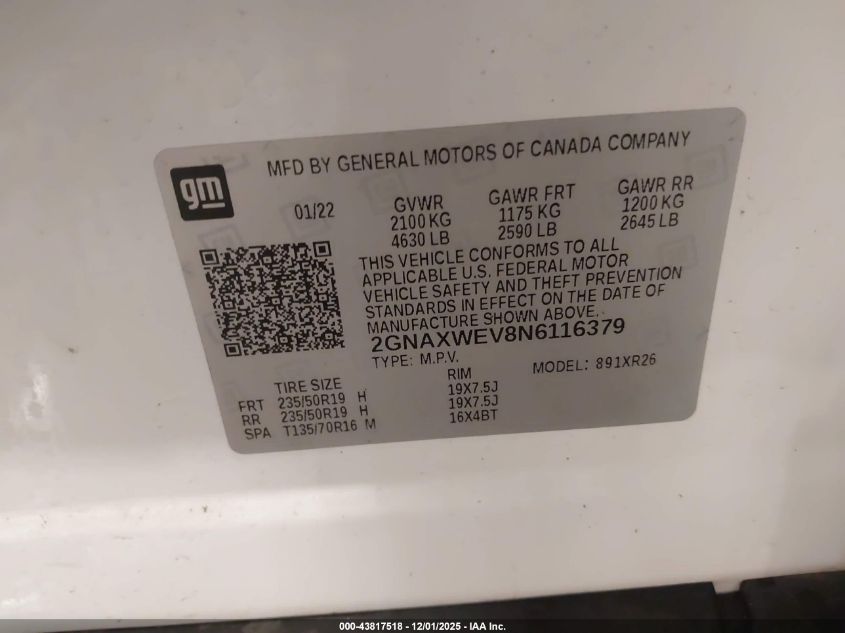 MFD BY GENERAL MOTORS OF CANADA COMPANY
gm
01/22
GVWR GAWR FRT GAWR RR
2100 KG 1175 KG 1200 KG
4630 LB 2590 LB 2645 LB
THIS VEHICLE CONFORMS TO ALL
APPLICABLE U.S. FEDERAL MOTOR
VEHICLE SAFETY AND THEFT PREVENTION
STANDARDS IN EFFECT ON THE DATE OF
MANUFACTURE SHOWN ABOVE.
2GNAXWEV8N6116379
TYPE: M.P.V. MODEL: 891XR26
TIRE SIZE RIM
FRT 235/50R19 H 19X7.5J
RR 235/50R19 H 19X7.5J
SPA T135/70R16 M 16X4BT
000-43817518 - 12/01/2025 - IAA Inc.